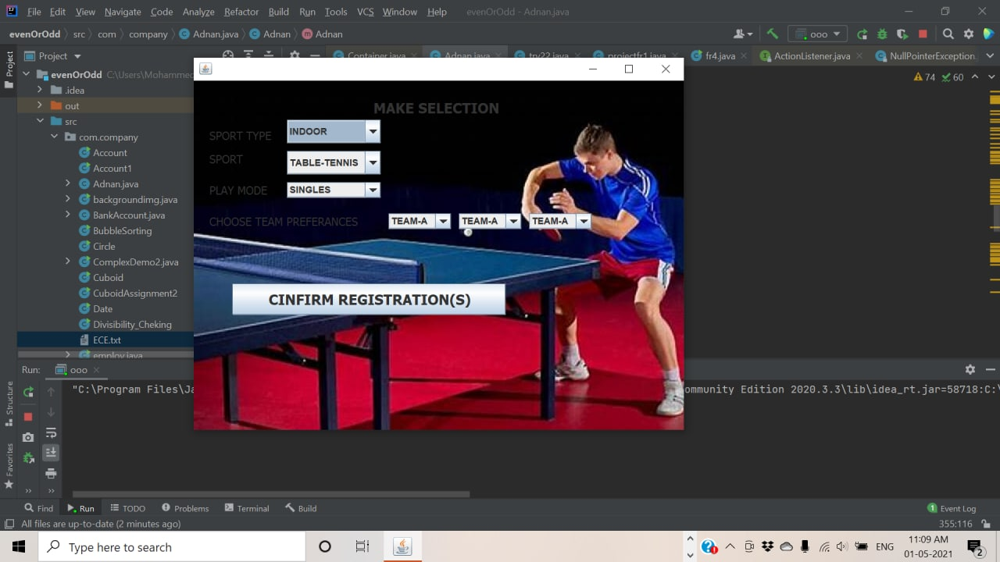 File Edit View Navigate Code Analyze Refactor Build Run Tools VCS Window Help evenOrOdd - Adnan.java
evenOrOdd src com company Adnan.java Adnan Adnan ooo
Project Container.java Adnan.java try22.java projectfr1.java fr4.java ActionListener.java NullPointerException
Project
evenOrOdd C:\Users\Mohammed
74 60
.idea
out
src
com.company
Account
Account1
Adnan.java
backgroundimg.java
BankAccount.java
BubbleSorting
Circle
ComplexDemo2.java
Cuboid
CuboidAssignment2
Date
Divisibility_Cheking
ECE.txt
employ.java
MAKE SELECTION
SPORT TYPE INDOOR
SPORT TABLE-TENNIS
PLAY MODE SINGLES
CHOOSE TEAM PREFERANCES TEAM-A TEAM-A TEAM-A
CINFIRM REGISTRATION(S)
Run: ooo
"C:\Program Files\Ja
ommunity Edition 2020.3.3\lib\idea_rt.jar=58718:C:\
Structure
Favorites
Find Run TODO Problems Terminal Build 1 Event Log
All files are up-to-date (2 minutes ago) 355:116
Type here to search
ENG
11:09 AM
01-05-2021
2